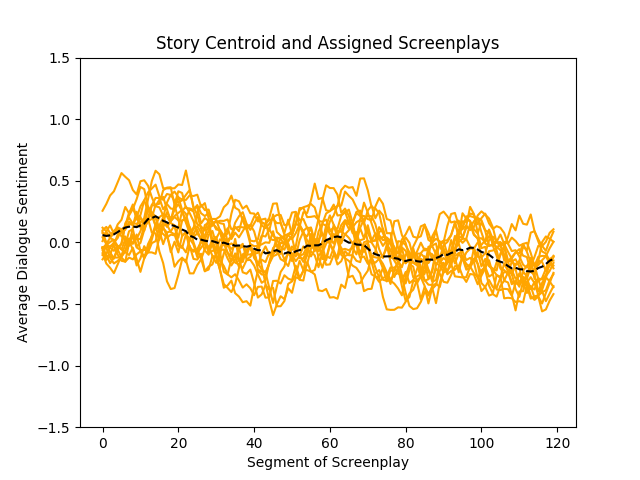 Story Centroid and Assigned Screenplays
1.5
1.0
0.5
0.0
−0.5
−1.0
−1.5
Average Dialogue Sentiment
0 20 40 60 80 100 120
Segment of Screenplay